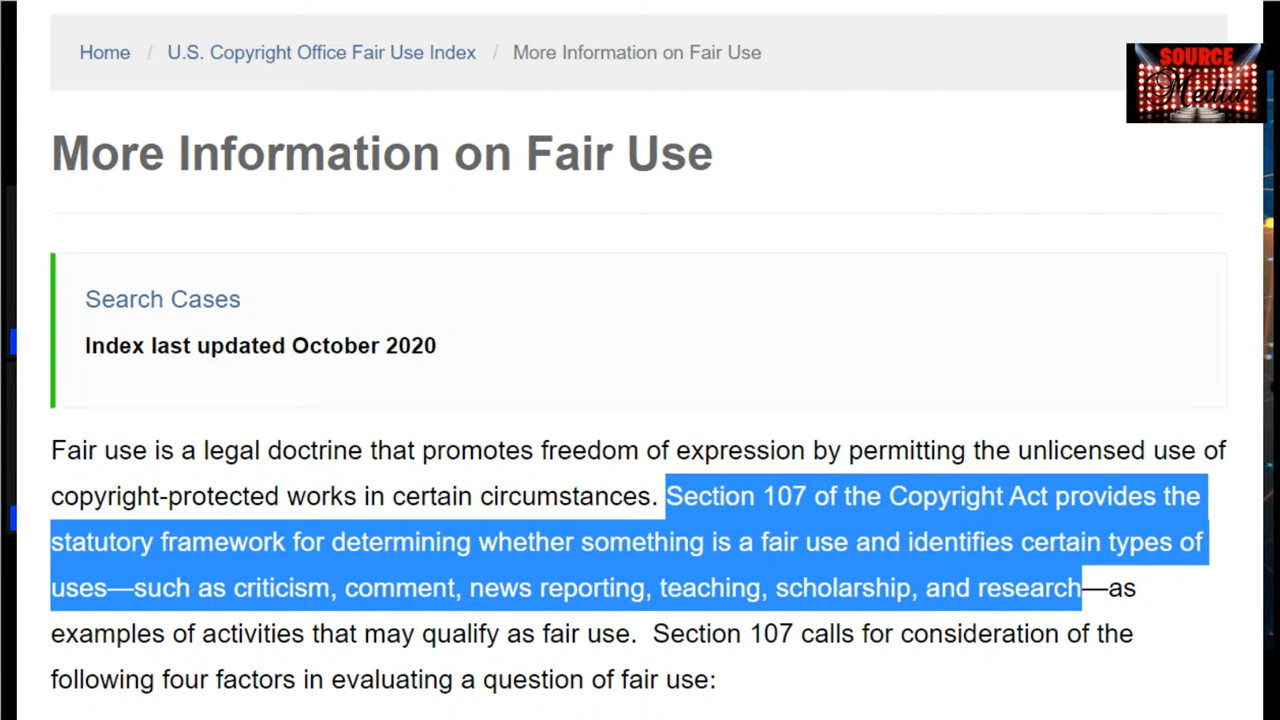 Home / U.S. Copyright Office Fair Use Index / More Information on Fair Use
SOURCE
Media
More Information on Fair Use
Search Cases
Index last updated October 2020
Fair use is a legal doctrine that promotes freedom of expression by permitting the unlicensed use of
copyright-protected works in certain circumstances. Section 107 of the Copyright Act provides the
statutory framework for determining whether something is a fair use and identifies certain types of
uses—such as criticism, comment, news reporting, teaching, scholarship, and research—as
examples of activities that may qualify as fair use.  Section 107 calls for consideration of the
following four factors in evaluating a question of fair use: